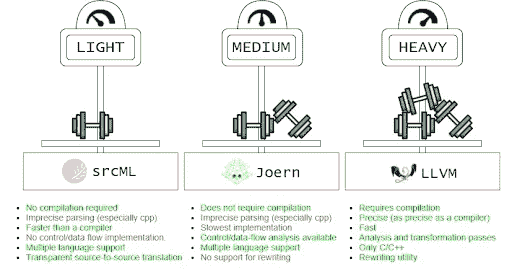 LIGHT
MEDIUM
HEAVY
srcML
Joern
LLVM
• No compilation required
• Imprecise parsing (especially cpp)
• Faster than a compiler
• No control/data flow implementation.
• Multiple language support
• Transparent source-to-source translation
• Does not require compilation
• Imprecise parsing (especially cpp)
• Slowest implementation
• Control/data-flow analysis available
• Multiple language support
• No support for rewriting
• Requires compilation
• Precise (as precise as a compiler)
• Fast
• Analysis and transformation passes
• Only C/C++
• Rewriting utility